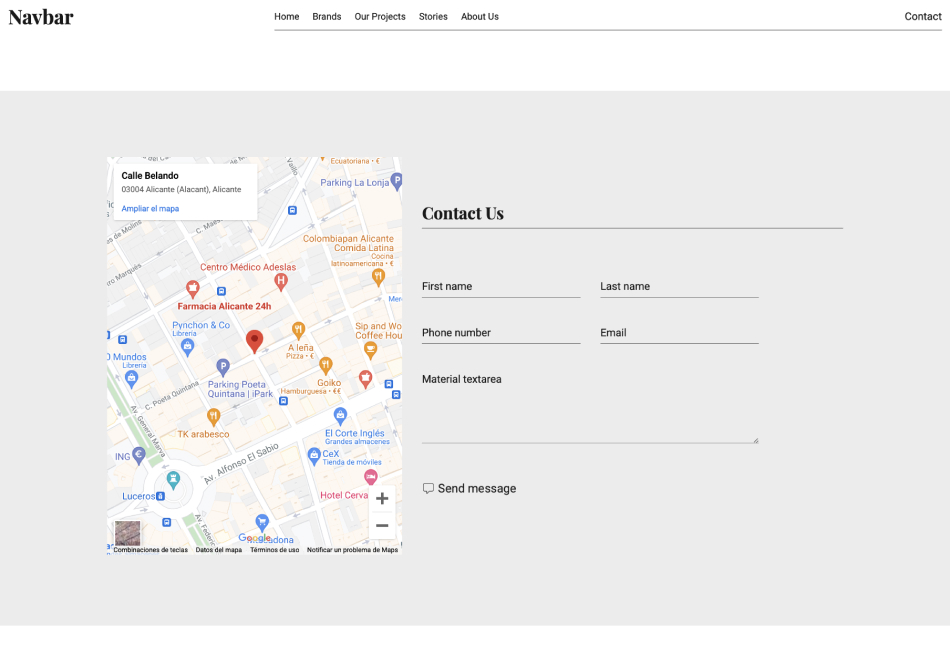 Navbar
Home Brands Our Projects Stories About Us
Contact
Calle Belando
03004 Alicante (Alacant), Alicante
Ampliar el mapa
Ecuatoriana • €
Parking La Lonja
Colombiapan Alicante
Comida Latina
Cocina
latinoamericana • €
Centro Médico Adeslas
Farmacia Alicante 24h
Pynchon & Co
Librería
A leña
Pizza • €
Sip and Wo
Coffee Hou
0 Mundos
Librería
Parking Poeta
Quintana | iPark
Goiko
Hamburguesa • €€
C. Poeta Quintana
Av. General Marva
TK arabesco
El Corte Inglés
Grandes almacenes
CeX
Tienda de móviles
ING
Av. Alfonso El Sabio
Luceros
Hotel Cerva
Google
Combinaciones de teclas Datos del mapa Términos de uso Notificar un problema de Maps
Contact Us
First name Last name
Phone number Email
Material textarea
Send message